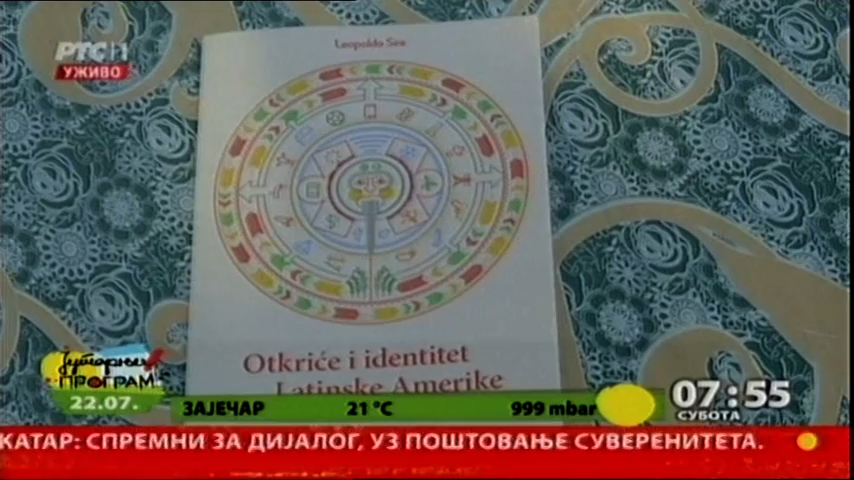 РТС 1
УЖИВО
Leopoldo Sea
Otkriće i identitet
Latinske Amerike
Јутарњи
ПРОГРАМ
22.07.
ЗАЈЕЧАР 21 °C 999 mbar
07:55
СУБОТА
КАТАР: СПРЕМНИ ЗА ДИЈАЛОГ, УЗ ПОШТОВАЊЕ СУВЕРЕНИТЕТА.